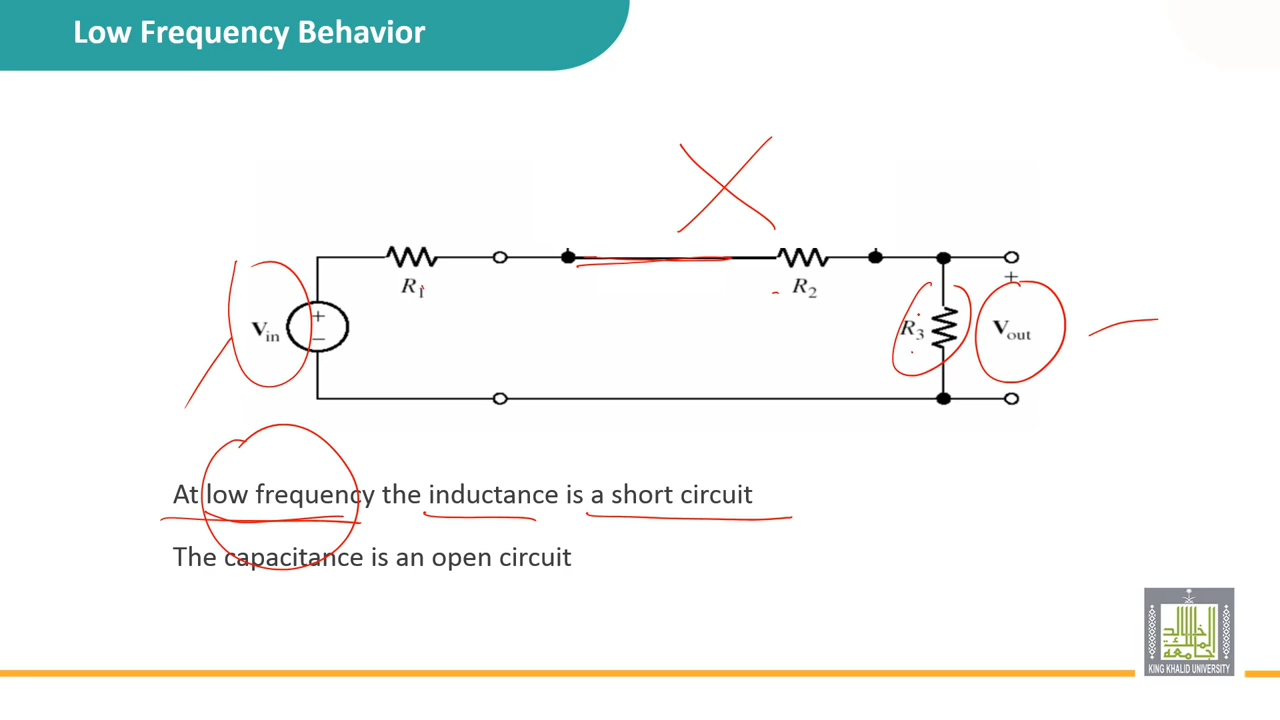 Low Frequency Behavior
R1
R2
+
Vin
−
R3
+
Vout
At low frequency the inductance is a short circuit
The capacitance is an open circuit
KING KHALID UNIVERSITY